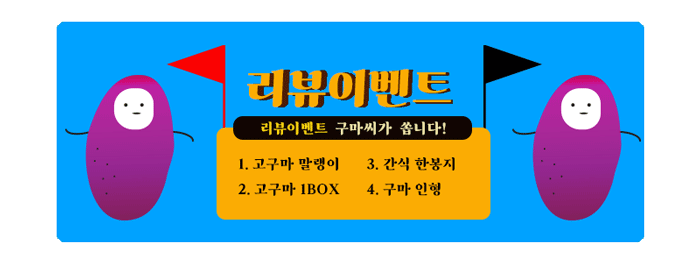 리뷰이벤트
리뷰이벤트 구마씨가 쏩니다!
1. 고구마 말랭이
3. 간식 한봉지
2. 고구마 1BOX
4. 구마 인형